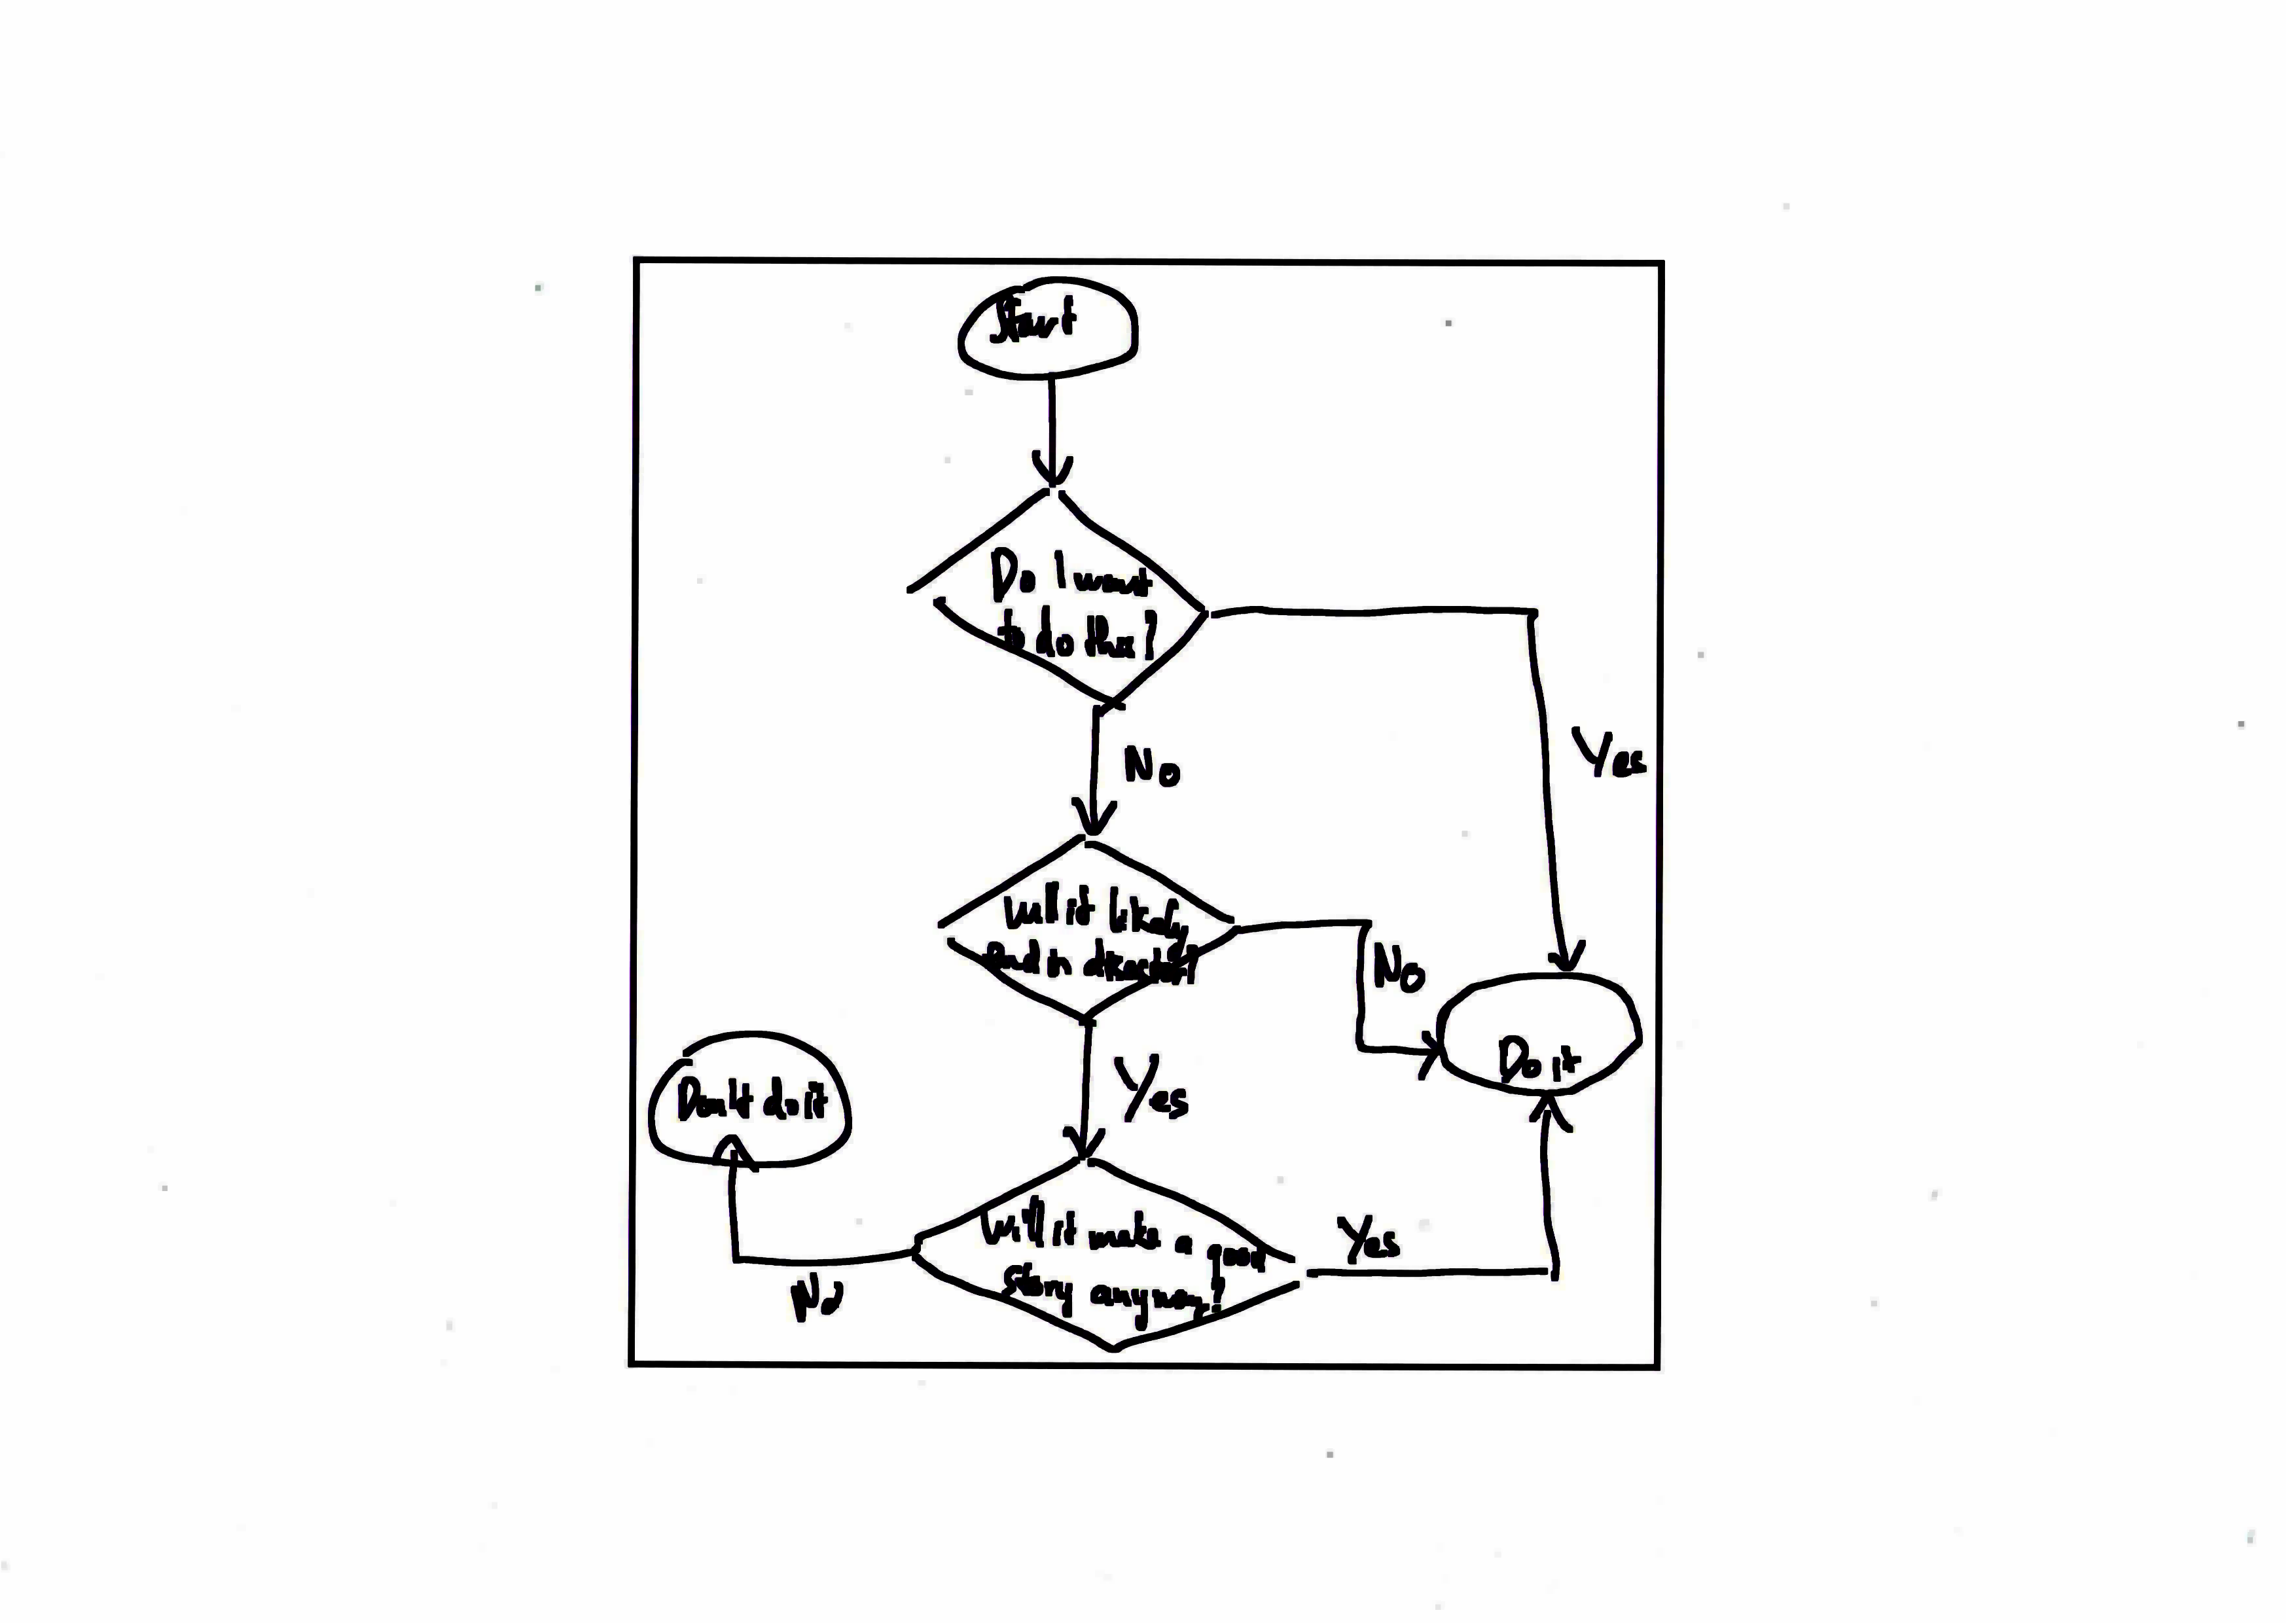 Start
Do I want
to do this?
No
Yes
Will it likely
end in disaster?
No
Do it
Don't do it
Yes
Will it make a good
story anyway?
Yes
No